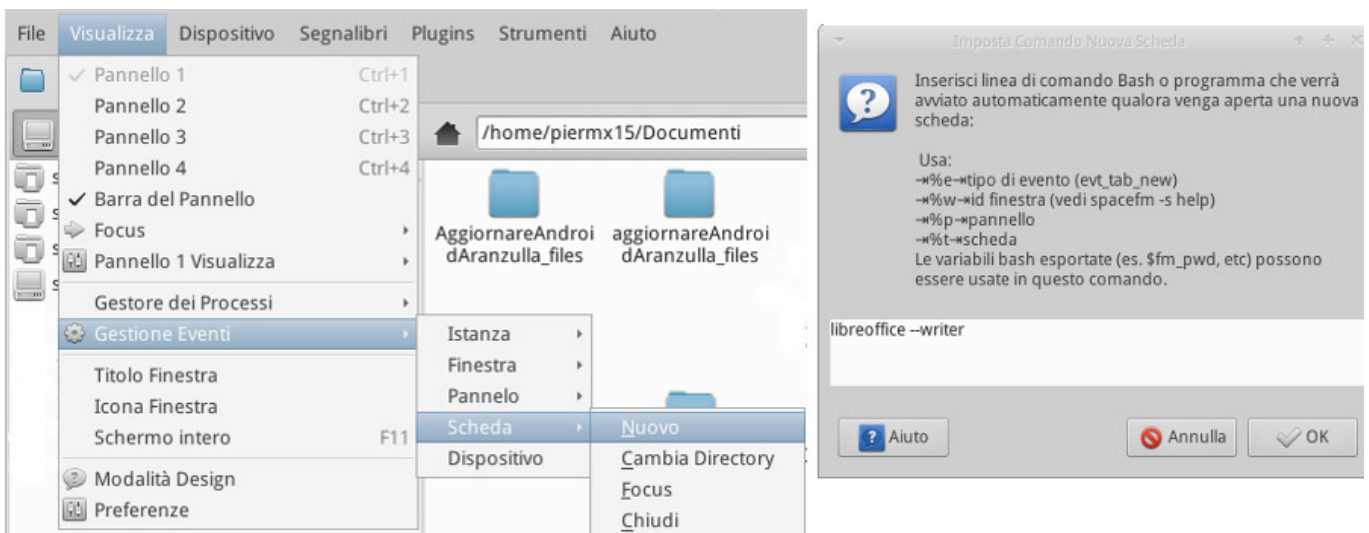 File Visualizza Dispositivo Segnalibri Plugins Strumenti Aiuto
Pannello 1 Ctrl+1
Pannello 2 Ctrl+2
Pannello 3 Ctrl+3
Pannello 4 Ctrl+4
Barra del Pannello
Focus
Pannello 1 Visualizza
Gestore dei Processi
Gestione Eventi
Titolo Finestra
Icona Finestra
Schermo intero F11
Modalità Design
Preferenze
/home/piermx15/Documenti
AggiornareAndroi
dAranzulla_files
aggiornareAndroi
dAranzulla_files
Istanza
Finestra
Pannelo
Scheda
Dispositivo
Nuovo
Cambia Directory
Focus
Chiudi
Imposta Comando Nuova Scheda
Inserisci linea di comando Bash o programma che verrà
avviato automaticamente qualora venga aperta una nuova
scheda:
Usa:
⇥%e⇥tipo di evento (evt_tab_new)
⇥%w⇥id finestra (vedi spacefm -s help)
⇥%p⇥pannello
⇥%t⇥scheda
Le variabili bash esportate (es. $fm_pwd, etc) possono
essere usate in questo comando.
libreoffice --writer
Aiuto Annulla OK